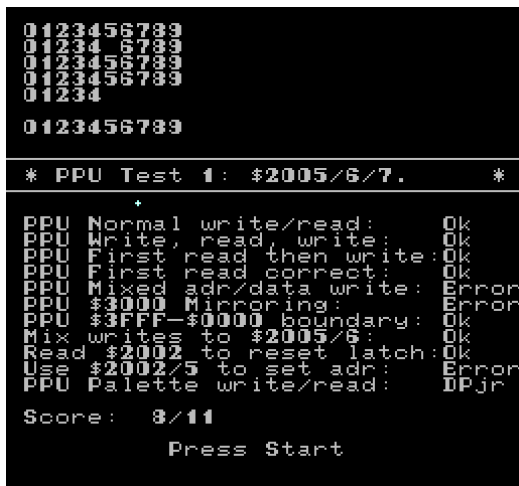 0123456789
01234 6789
0123456789
0123456789
01234
0123456789
* PPU Test 1: $2005/6/7. *
PPU Normal write/read: Ok
PPU Write, read, write: Ok
PPU First read then write:Ok
PPU First read correct: Ok
PPU Mixed adr/data write: Error
PPU $3000 Mirroring: Error
PPU $3FFF-$0000 boundary: Ok
Mix writes to $2005/6: Ok
Read $2002 to reset latch:Ok
Use $2002/5 to set adr: Error
PPU Palette write/read: DPjr
Score: 8/11
Press Start